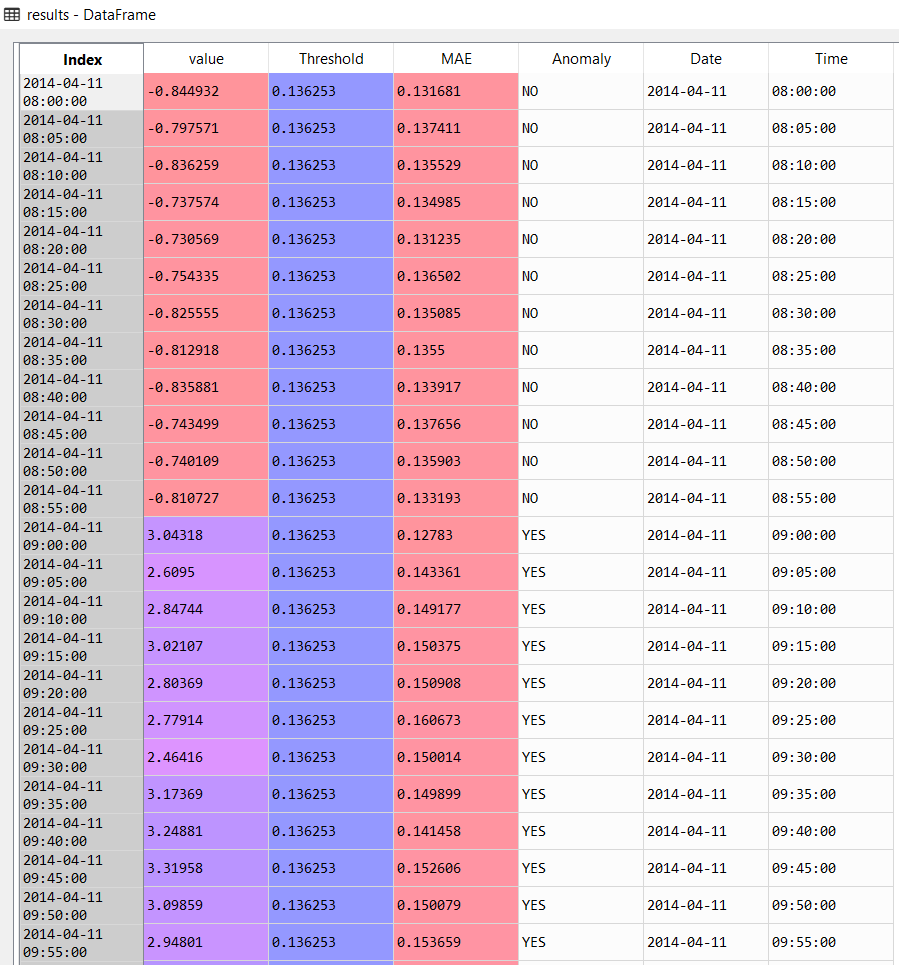 results - DataFrame
Index value Threshold MAE Anomaly Date Time
2014-04-11
08:00:00 -0.844932 0.136253 0.131681 NO 2014-04-11 08:00:00
2014-04-11
08:05:00 -0.797571 0.136253 0.137411 NO 2014-04-11 08:05:00
2014-04-11
08:10:00 -0.836259 0.136253 0.135529 NO 2014-04-11 08:10:00
2014-04-11
08:15:00 -0.737574 0.136253 0.134985 NO 2014-04-11 08:15:00
2014-04-11
08:20:00 -0.730569 0.136253 0.131235 NO 2014-04-11 08:20:00
2014-04-11
08:25:00 -0.754335 0.136253 0.136502 NO 2014-04-11 08:25:00
2014-04-11
08:30:00 -0.825555 0.136253 0.135085 NO 2014-04-11 08:30:00
2014-04-11
08:35:00 -0.812918 0.136253 0.1355 NO 2014-04-11 08:35:00
2014-04-11
08:40:00 -0.835881 0.136253 0.133917 NO 2014-04-11 08:40:00
2014-04-11
08:45:00 -0.743499 0.136253 0.137656 NO 2014-04-11 08:45:00
2014-04-11
08:50:00 -0.740109 0.136253 0.135903 NO 2014-04-11 08:50:00
2014-04-11
08:55:00 -0.810727 0.136253 0.133193 NO 2014-04-11 08:55:00
2014-04-11
09:00:00 3.04318 0.136253 0.12783 YES 2014-04-11 09:00:00
2014-04-11
09:05:00 2.6095 0.136253 0.143361 YES 2014-04-11 09:05:00
2014-04-11
09:10:00 2.84744 0.136253 0.149177 YES 2014-04-11 09:10:00
2014-04-11
09:15:00 3.02107 0.136253 0.150375 YES 2014-04-11 09:15:00
2014-04-11
09:20:00 2.80369 0.136253 0.150908 YES 2014-04-11 09:20:00
2014-04-11
09:25:00 2.77914 0.136253 0.160673 YES 2014-04-11 09:25:00
2014-04-11
09:30:00 2.46416 0.136253 0.150014 YES 2014-04-11 09:30:00
2014-04-11
09:35:00 3.17369 0.136253 0.149899 YES 2014-04-11 09:35:00
2014-04-11
09:40:00 3.24881 0.136253 0.141458 YES 2014-04-11 09:40:00
2014-04-11
09:45:00 3.31958 0.136253 0.152606 YES 2014-04-11 09:45:00
2014-04-11
09:50:00 3.09859 0.136253 0.150079 YES 2014-04-11 09:50:00
2014-04-11
09:55:00 2.94801 0.136253 0.153659 YES 2014-04-11 09:55:00